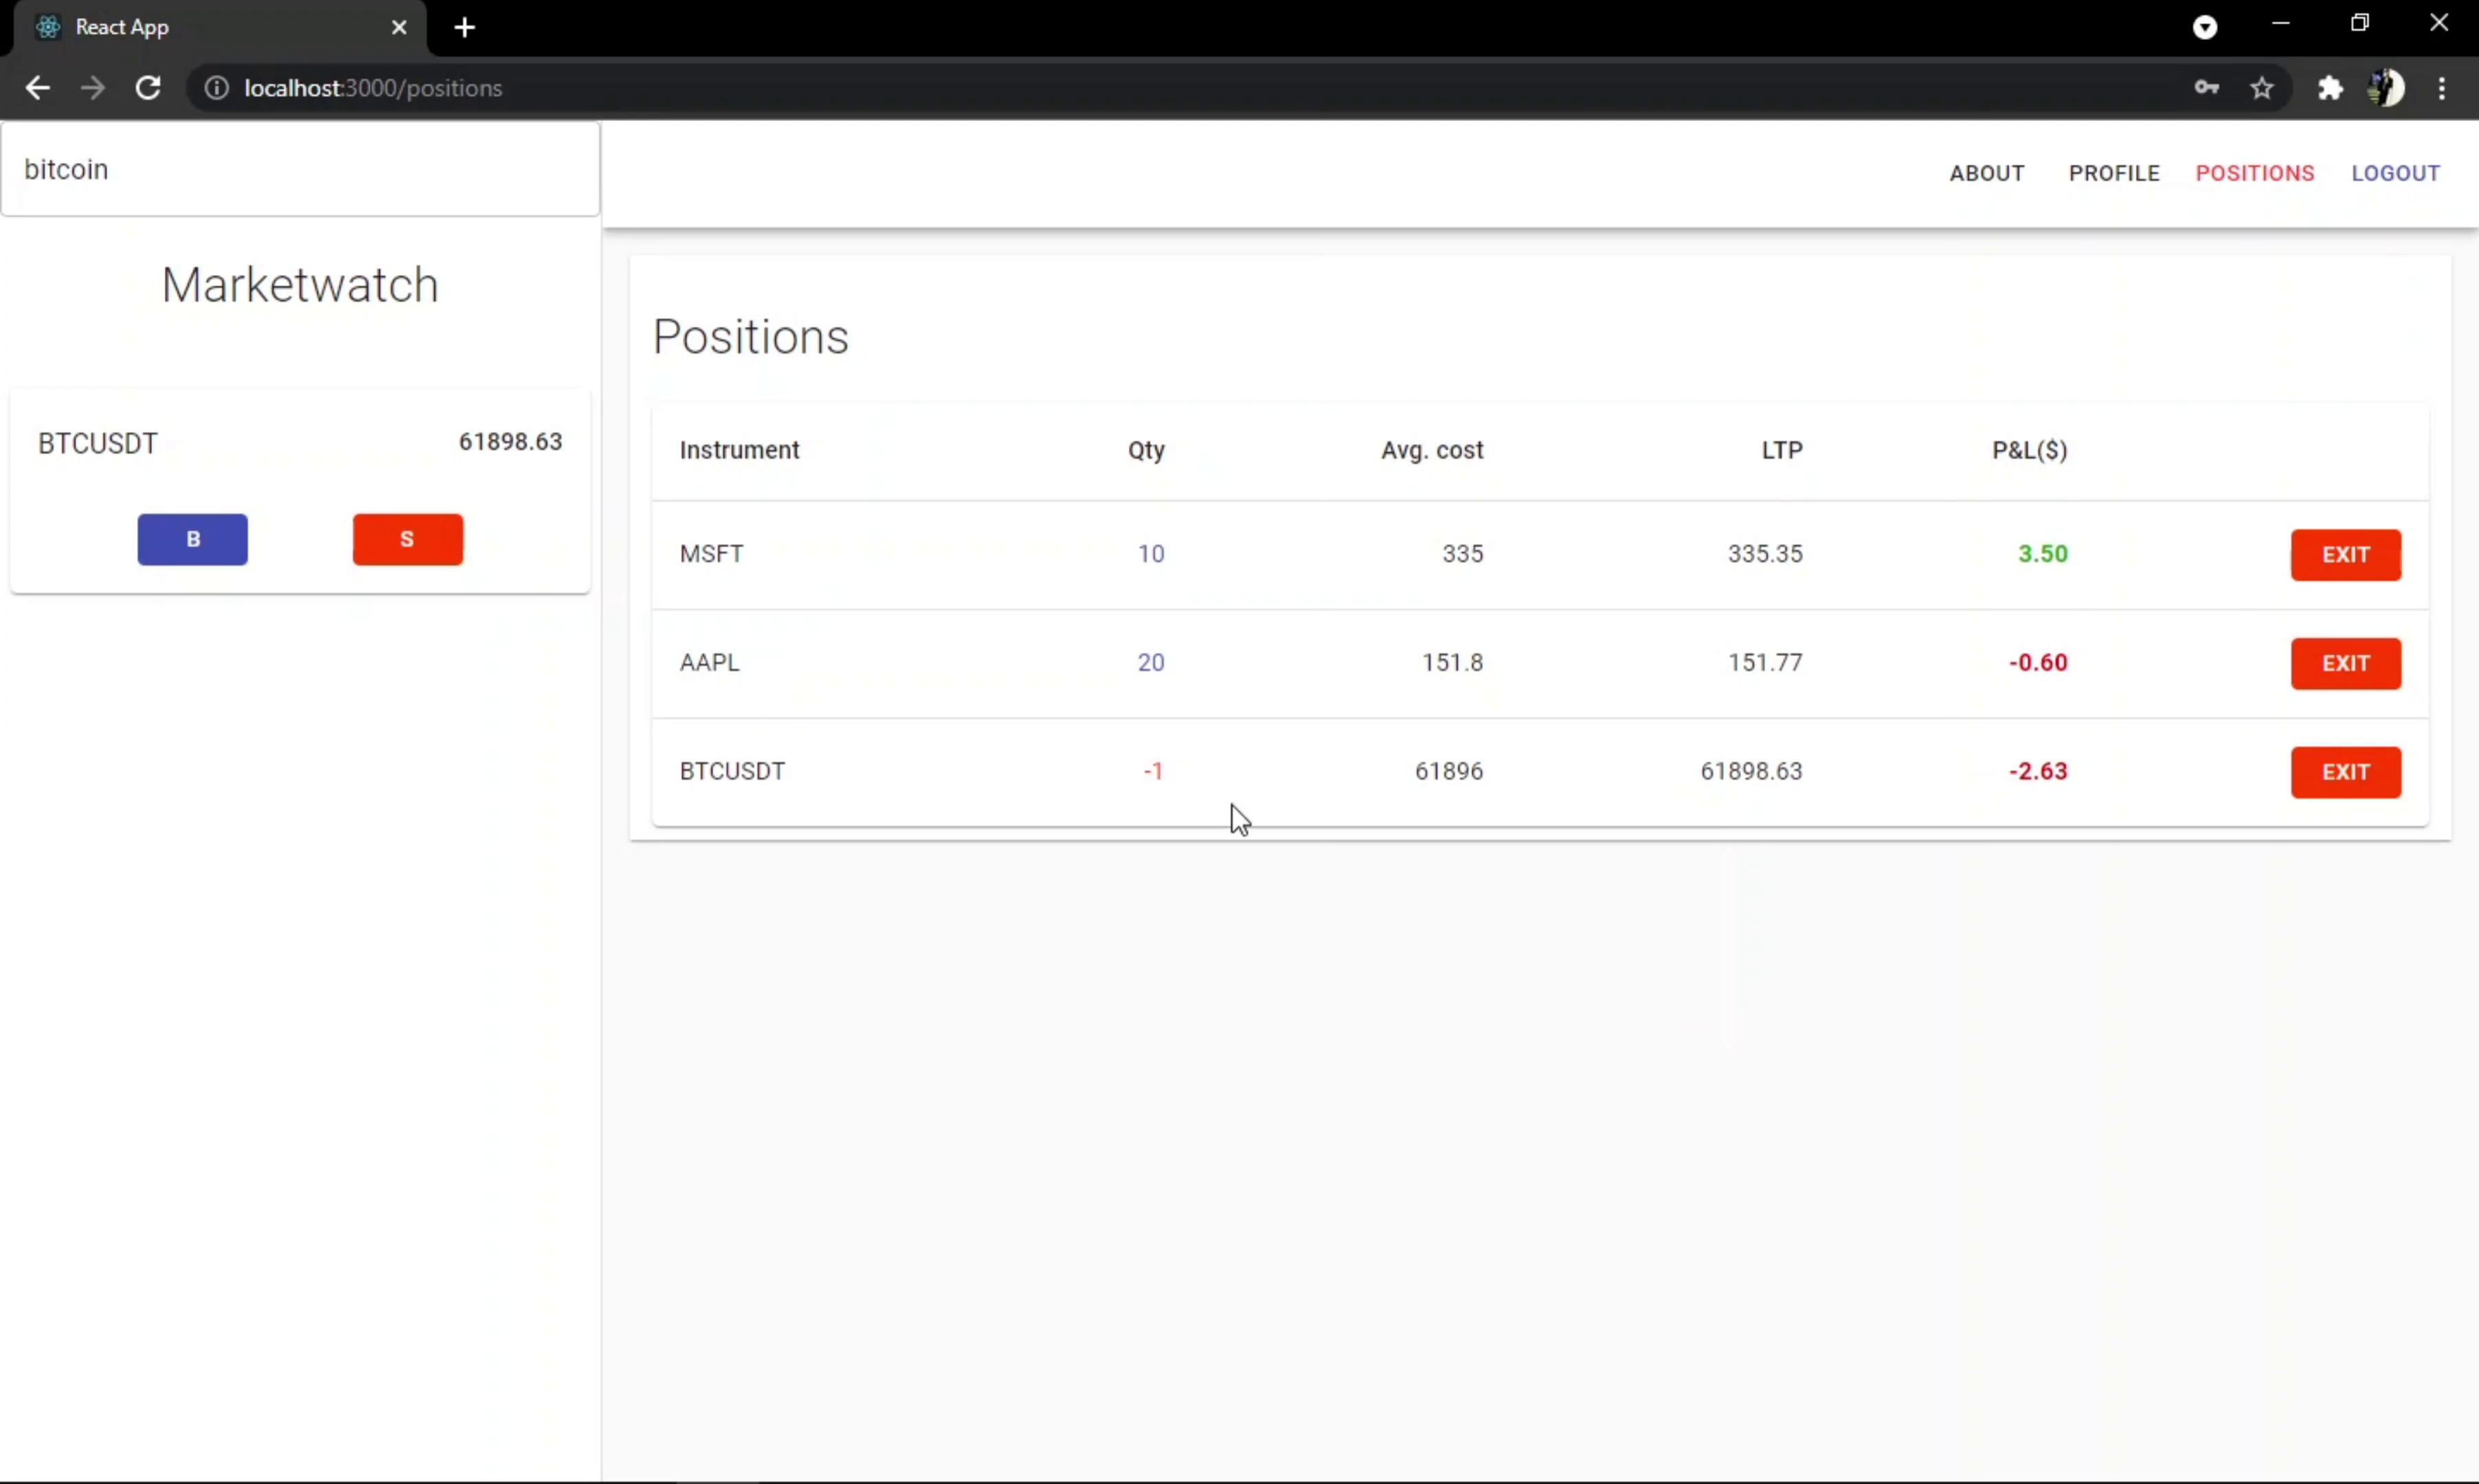 React App
localhost:3000/positions
bitcoin
ABOUT PROFILE POSITIONS LOGOUT
Marketwatch
BTCUSDT 61898.63
B S
Positions
Instrument Qty Avg. cost LTP P&L($)
MSFT 10 335 335.35 3.50 EXIT
AAPL 20 151.8 151.77 -0.60 EXIT
BTCUSDT -1 61896 61898.63 -2.63 EXIT